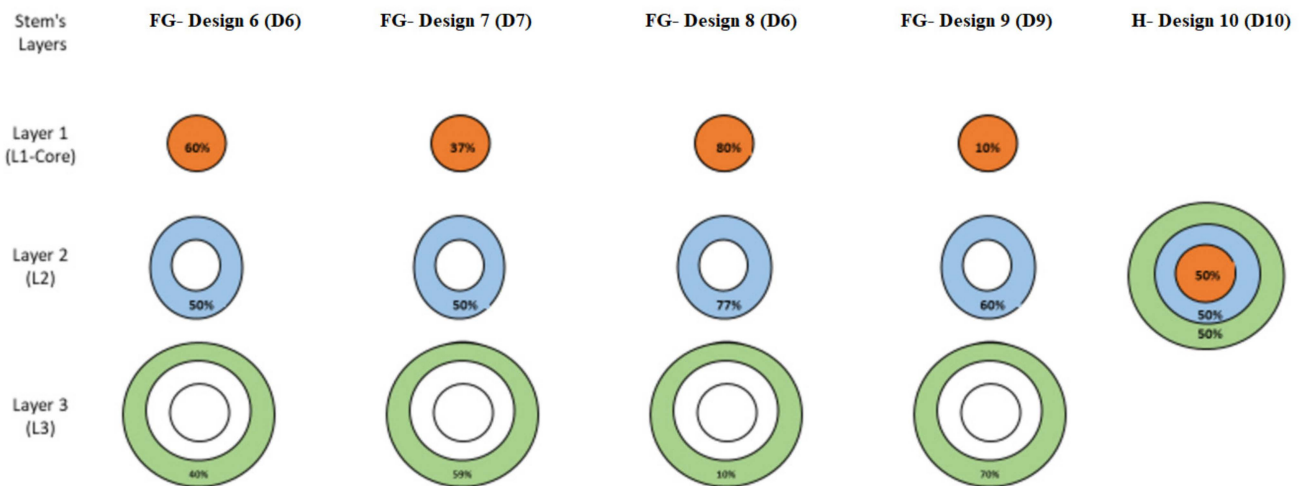 Stem's
Layers
FG- Design 6 (D6)
FG- Design 7 (D7)
FG- Design 8 (D6)
FG- Design 9 (D9)
H- Design 10 (D10)
Layer 1
(L1-Core)
60%
37%
80%
10%
Layer 2
(L2)
50%
50%
77%
60%
50%
50%
50%
Layer 3
(L3)
40%
59%
10%
70%